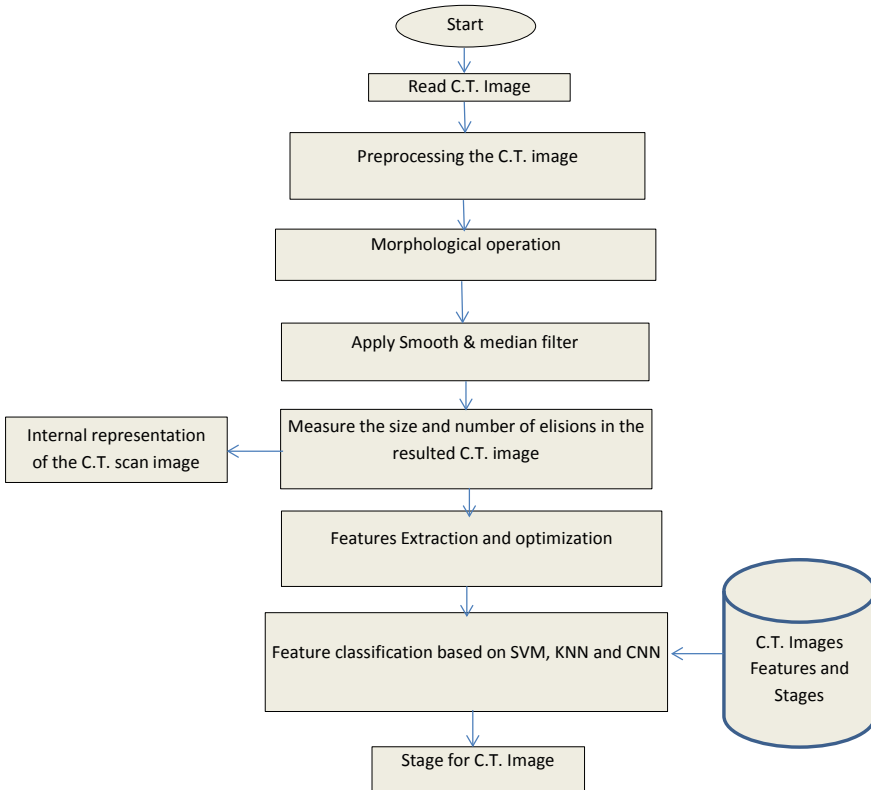 Start
Read C.T. Image
Preprocessing the C.T. image
Morphological operation
Apply Smooth & median filter
Measure the size and number of elisions in the
resulted C.T. image
Internal representation
of the C.T. scan image
Features Extraction and optimization
Feature classification based on SVM, KNN and CNN
C.T. Images
Features and
Stages
Stage for C.T. Image